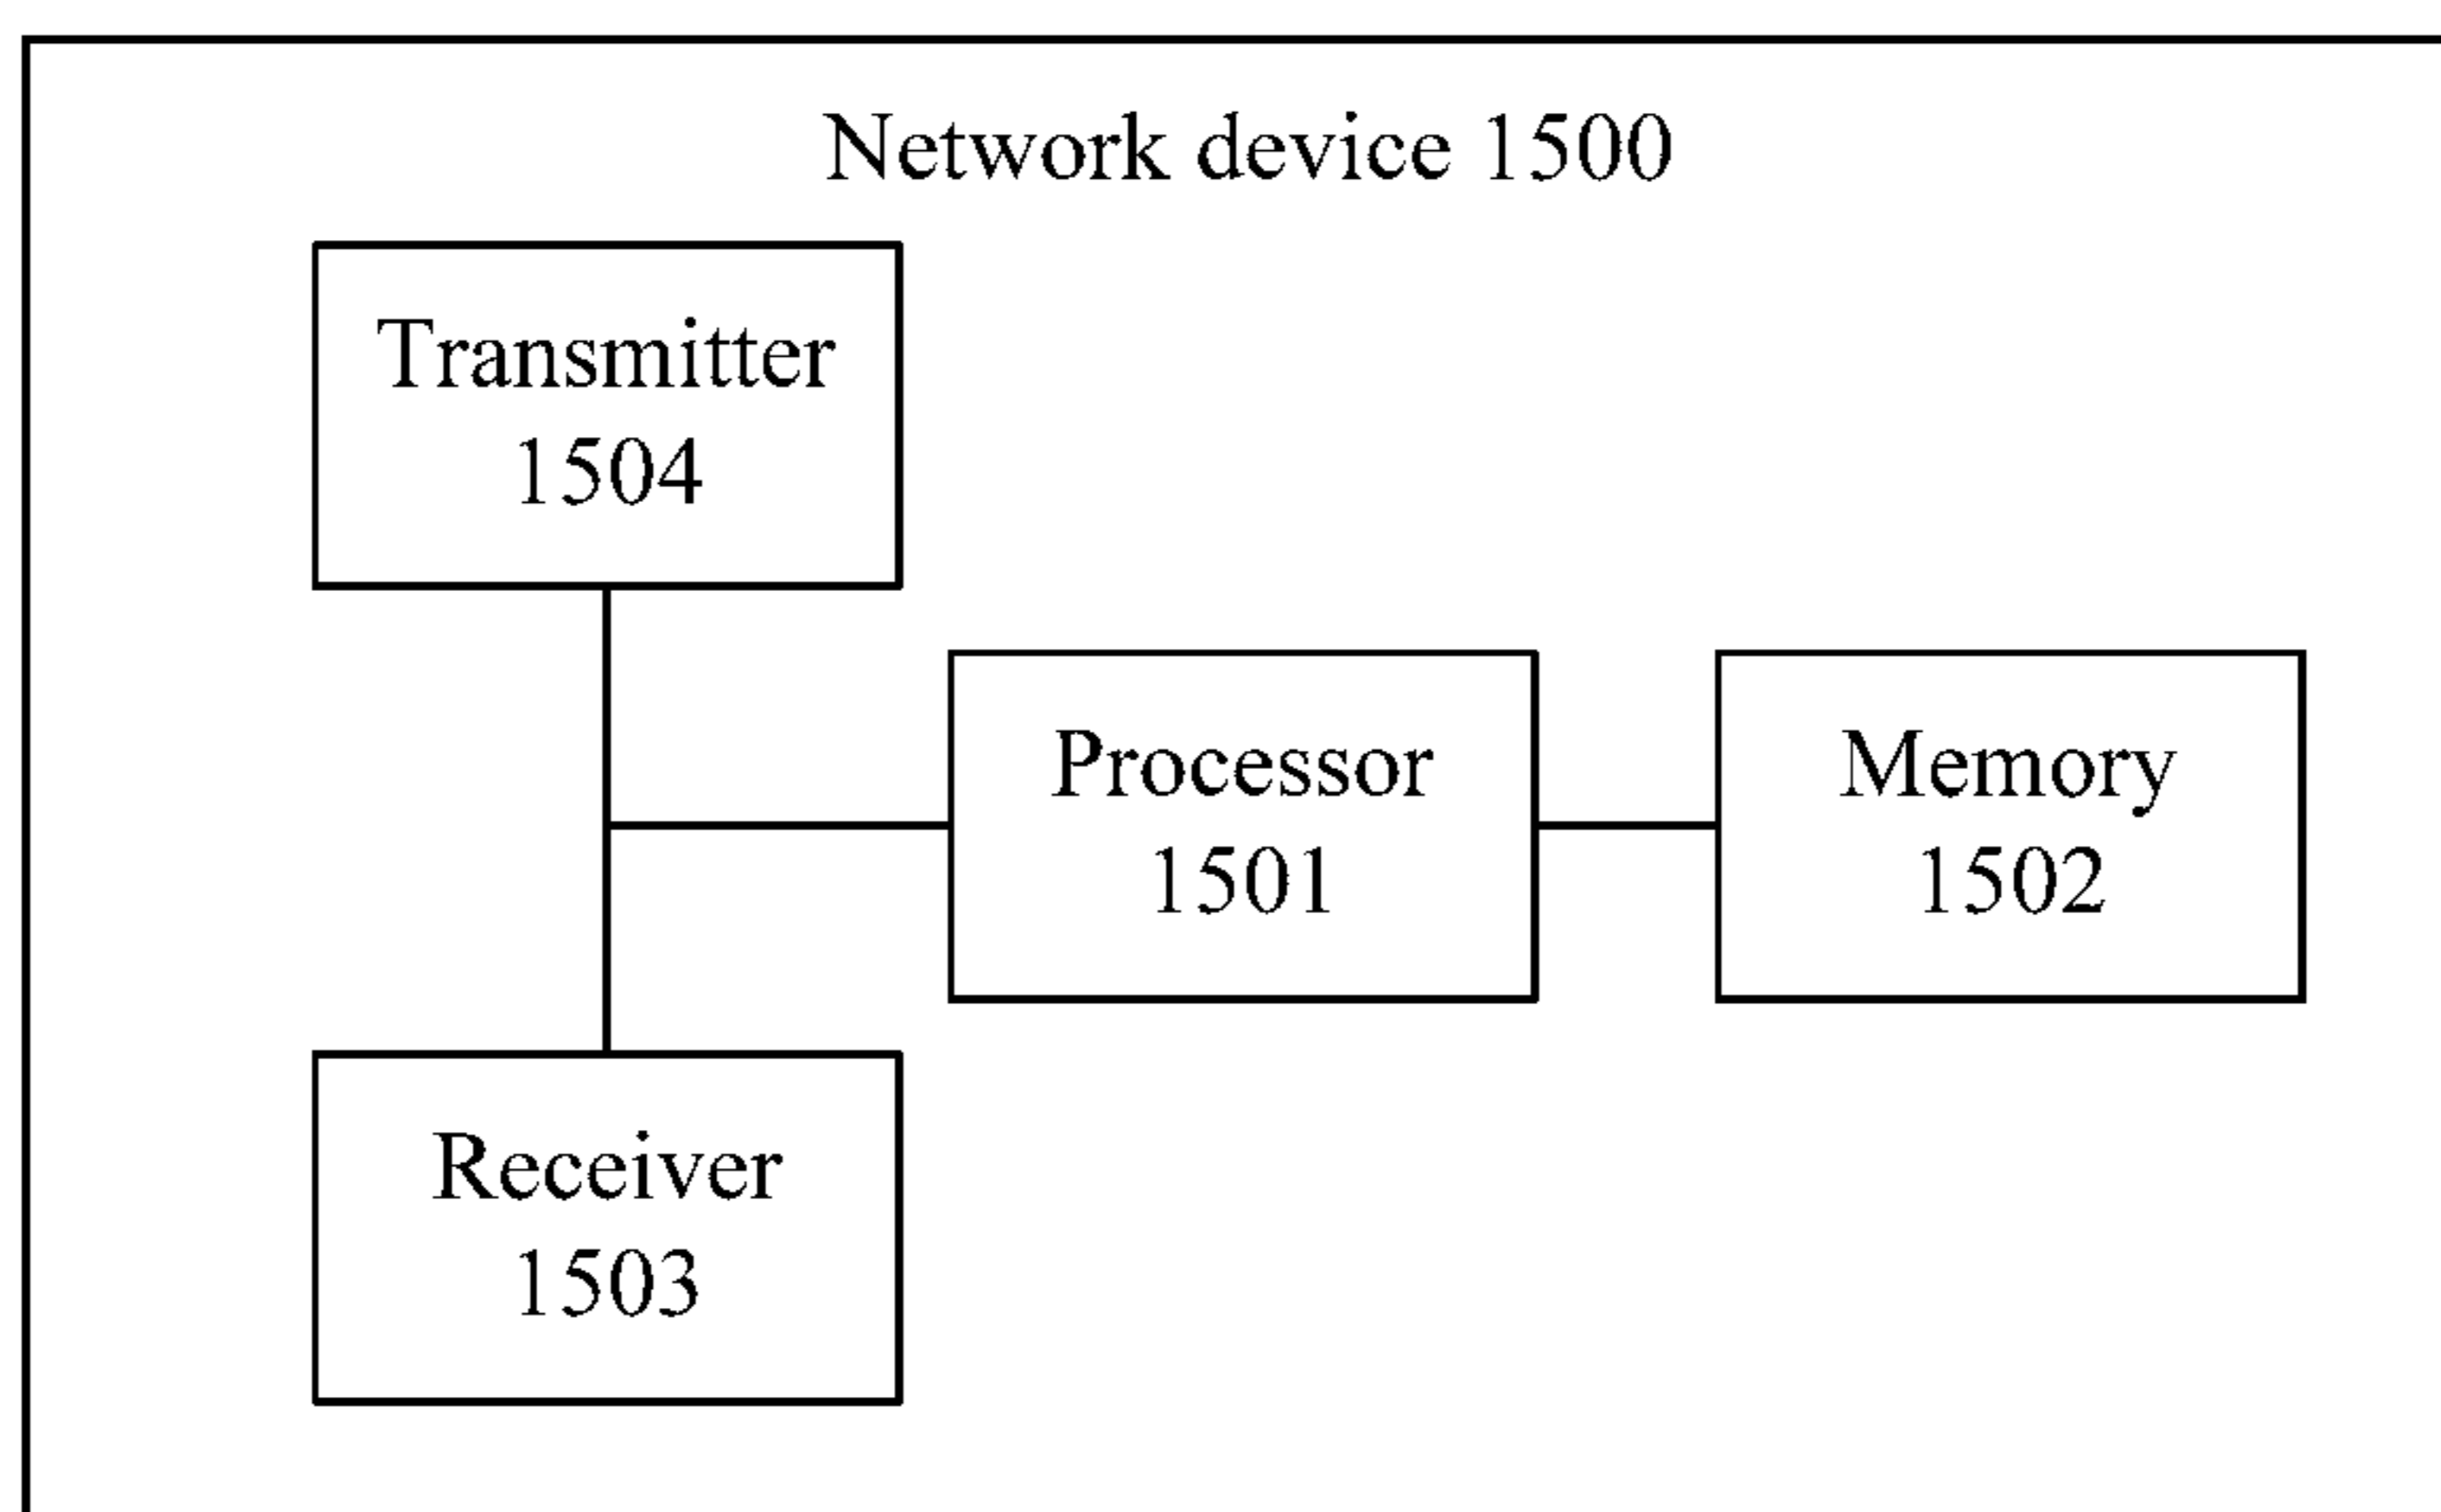 Network device 1500
Transmitter
1504
Processor
1501
Memory
1502
Receiver
1503